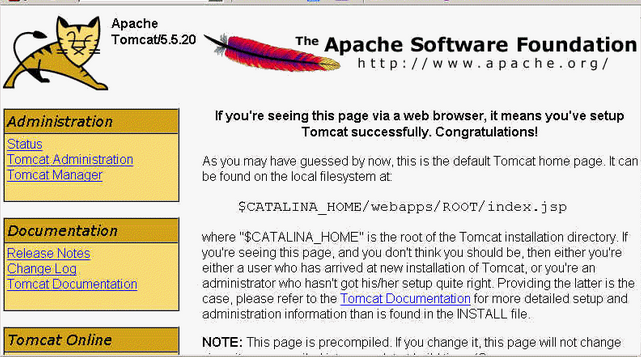 Apache
Tomcat/5.5.20
The Apache Software Foundation
http://www.apache.org/
Administration
Status
Tomcat Administration
Tomcat Manager
Documentation
Release Notes
Change Log
Tomcat Documentation
Tomcat Online
If you're seeing this page via a web browser, it means you've setup
Tomcat successfully. Congratulations!
As you may have guessed by now, this is the default Tomcat home page. It can
be found on the local filesystem at:
$CATALINA_HOME/webapps/ROOT/index.jsp
where "$CATALINA_HOME" is the root of the Tomcat installation directory. If
you're seeing this page, and you don't think you should be, then either you're
either a user who has arrived at new installation of Tomcat, or you're an
administrator who hasn't got his/her setup quite right. Providing the latter is the
case, please refer to the Tomcat Documentation for more detailed setup and
administration information than is found in the INSTALL file.
NOTE: This page is precompiled. If you change it, this page will not change